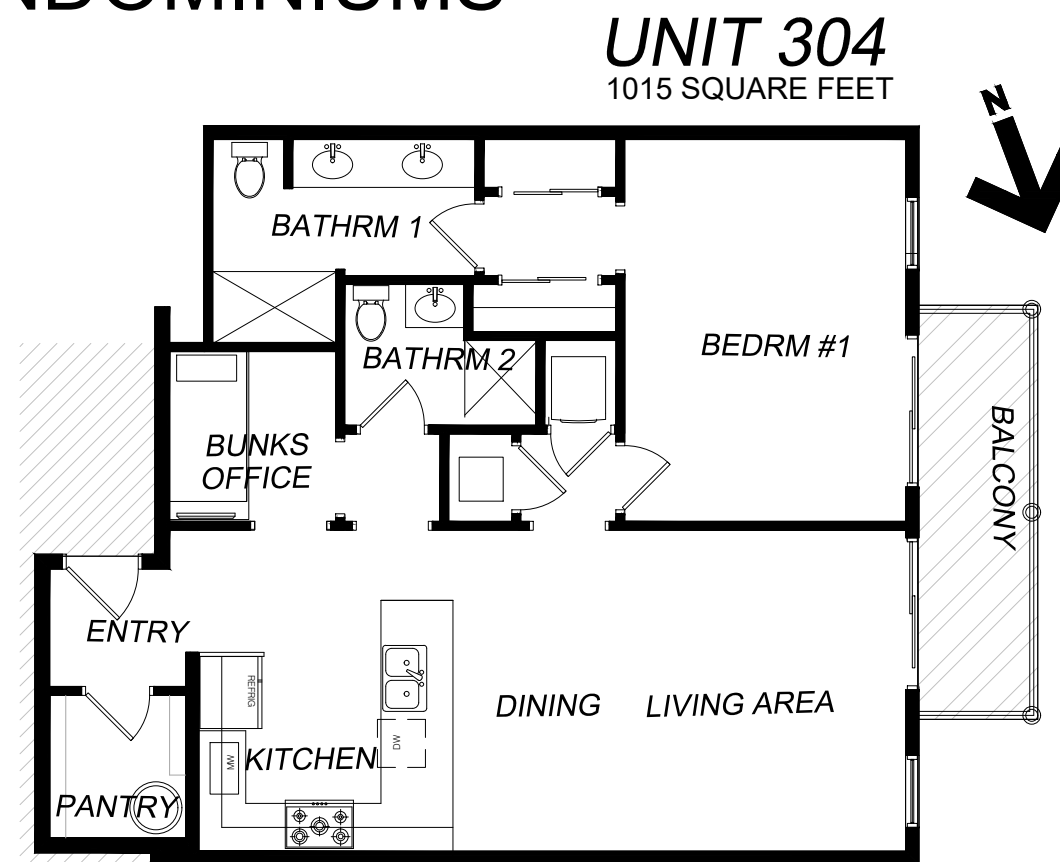 NDOMINIUMS
UNIT 304
1015 SQUARE FEET
N
BATHRM 1
BEDRM #1
BATHRM 2
BUNKS
OFFICE
BALCONY
ENTRY
REFRIG
DINING
LIVING AREA
DW
KITCHEN
MW
PANTRY